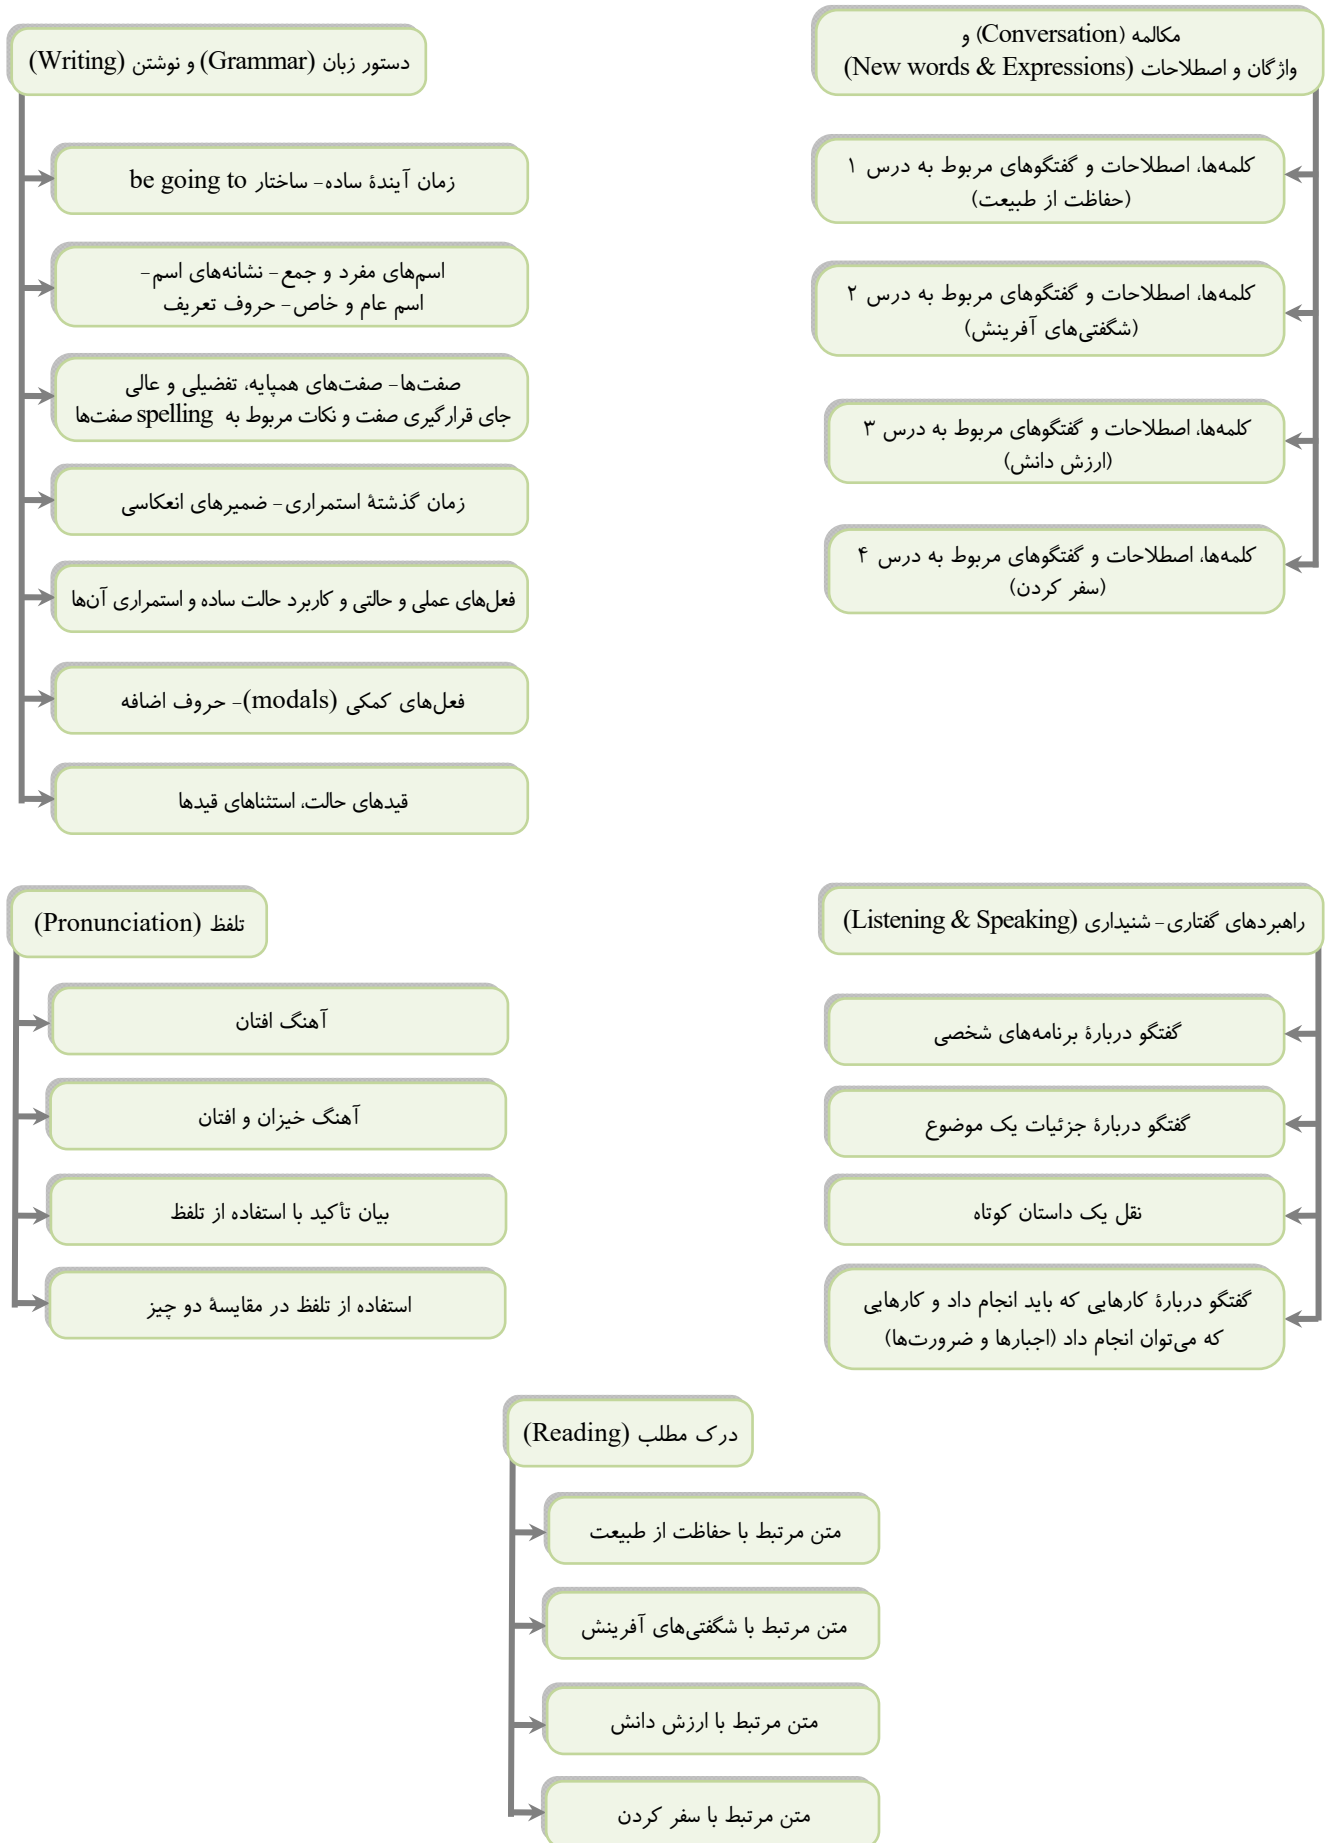 مکالمه (Conversation) و
واژگان و اصطلاحات (New words & Expressions)
کلمه‌ها، اصطلاحات و گفتگوهای مربوط به درس ۱
(حفاظت از طبیعت)
کلمه‌ها، اصطلاحات و گفتگوهای مربوط به درس ۲
(شگفتی‌های آفرینش)
کلمه‌ها، اصطلاحات و گفتگوهای مربوط به درس ۳
(ارزش دانش)
کلمه‌ها، اصطلاحات و گفتگوهای مربوط به درس ۴
(سفر کردن)
دستور زبان (Grammar) و نوشتن (Writing)
زمان آیندهٔ ساده- ساختار be going to
اسم‌های مفرد و جمع- نشانه‌های اسم-
اسم عام و خاص- حروف تعریف
صفت‌ها- صفت‌های همپایه، تفضیلی و عالی
جای قرارگیری صفت و نکات مربوط به spelling صفت‌ها
زمان گذشتهٔ استمراری- ضمیرهای انعکاسی
فعل‌های عملی و حالتی و کاربرد حالت ساده و استمراری آن‌ها
فعل‌های کمکی (modals)- حروف اضافه
قیدهای حالت، استثناهای قیدها
راهبردهای گفتاری- شنیداری (Listening & Speaking)
گفتگو دربارهٔ برنامه‌های شخصی
گفتگو دربارهٔ جزئیات یک موضوع
نقل یک داستان کوتاه
گفتگو دربارهٔ کارهایی که باید انجام داد و کارهایی
که می‌توان انجام داد (اجبارها و ضرورت‌ها)
تلفظ (Pronunciation)
آهنگ افتان
آهنگ خیزان و افتان
بیان تأکید با استفاده از تلفظ
استفاده از تلفظ در مقایسهٔ دو چیز
درک مطلب (Reading)
متن مرتبط با حفاظت از طبیعت
متن مرتبط با شگفتی‌های آفرینش
متن مرتبط با ارزش دانش
متن مرتبط با سفر کردن